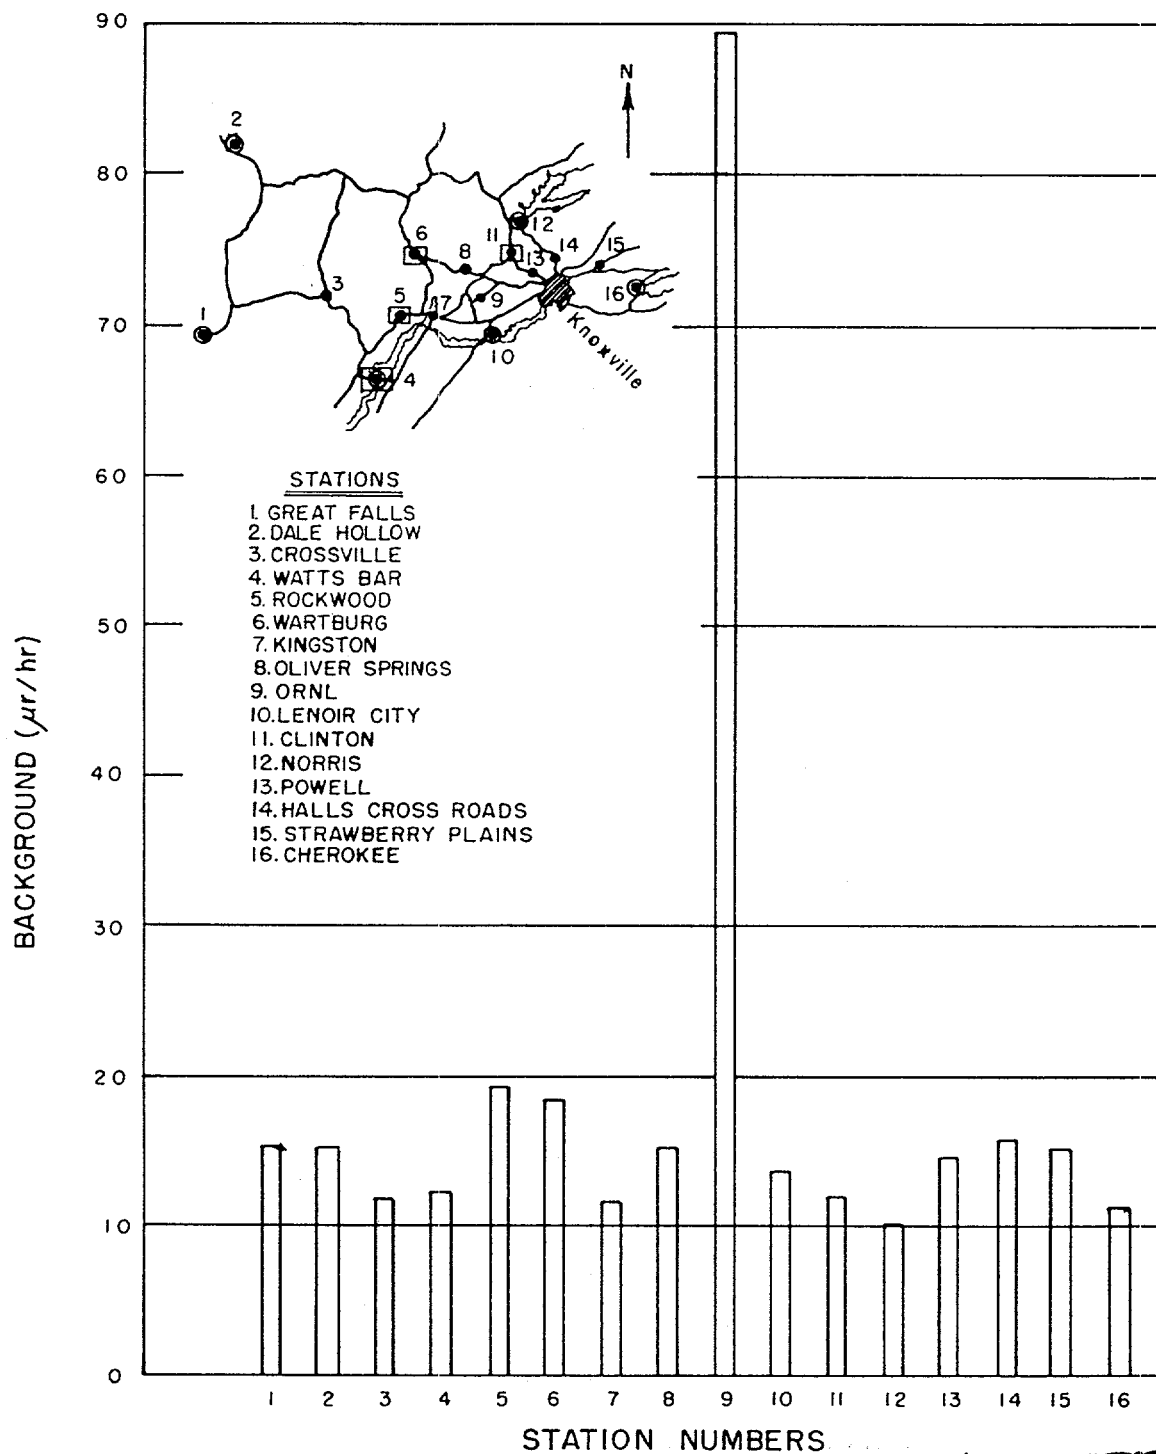 90
80
70
60
50
40
30
20
10
0
BACKGROUND (μr/hr)
N
2
6
8
11
12
13
14
15
16
3
5
7
9
1
10
4
Knoxville
STATIONS
1. GREAT FALLS
2. DALE HOLLOW
3. CROSSVILLE
4. WATTS BAR
5. ROCKWOOD
6. WARTBURG
7. KINGSTON
8. OLIVER SPRINGS
9. ORNL
10. LENOIR CITY
11. CLINTON
12. NORRIS
13. POWELL
14. HALLS CROSS ROADS
15. STRAWBERRY PLAINS
16. CHEROKEE
1 2 3 4 5 6 7 8 9 10 11 12 13 14 15 16
STATION NUMBERS